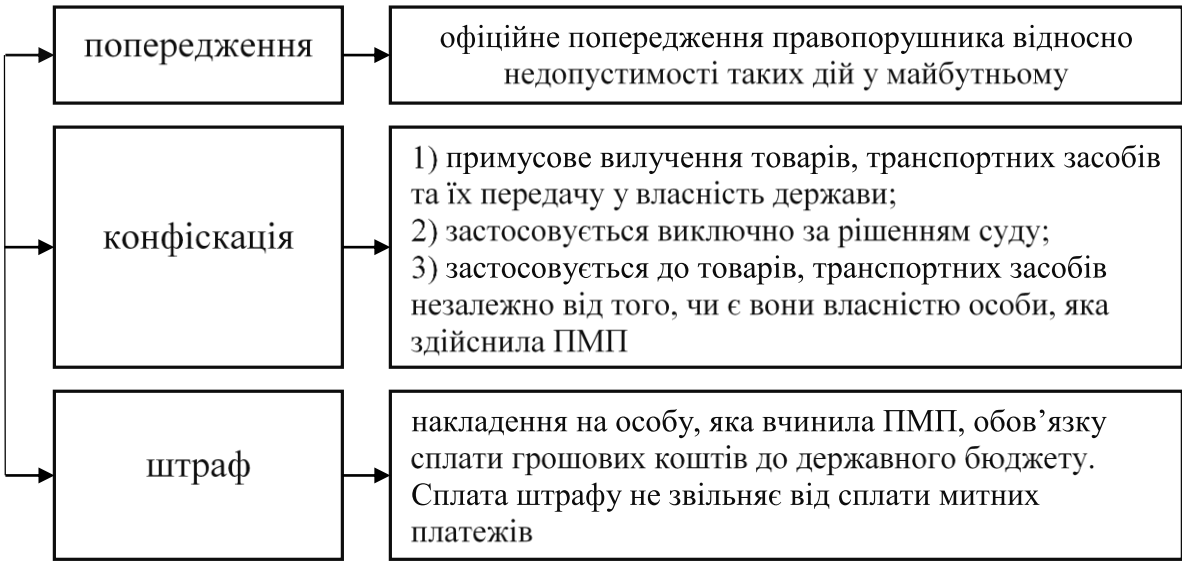 попередження
офіційне попередження правопорушника відносно
недопустимості таких дій у майбутньому
конфіскація
1) примусове вилучення товарів, транспортних засобів
та їх передачу у власність держави;
2) застосовується виключно за рішенням суду;
3) застосовується до товарів, транспортних засобів
незалежно від того, чи є вони власністю особи, яка
здійснила ПМП
штраф
накладення на особу, яка вчинила ПМП, обов’язку
сплати грошових коштів до державного бюджету.
Сплата штрафу не звільняє від сплати митних
платежів